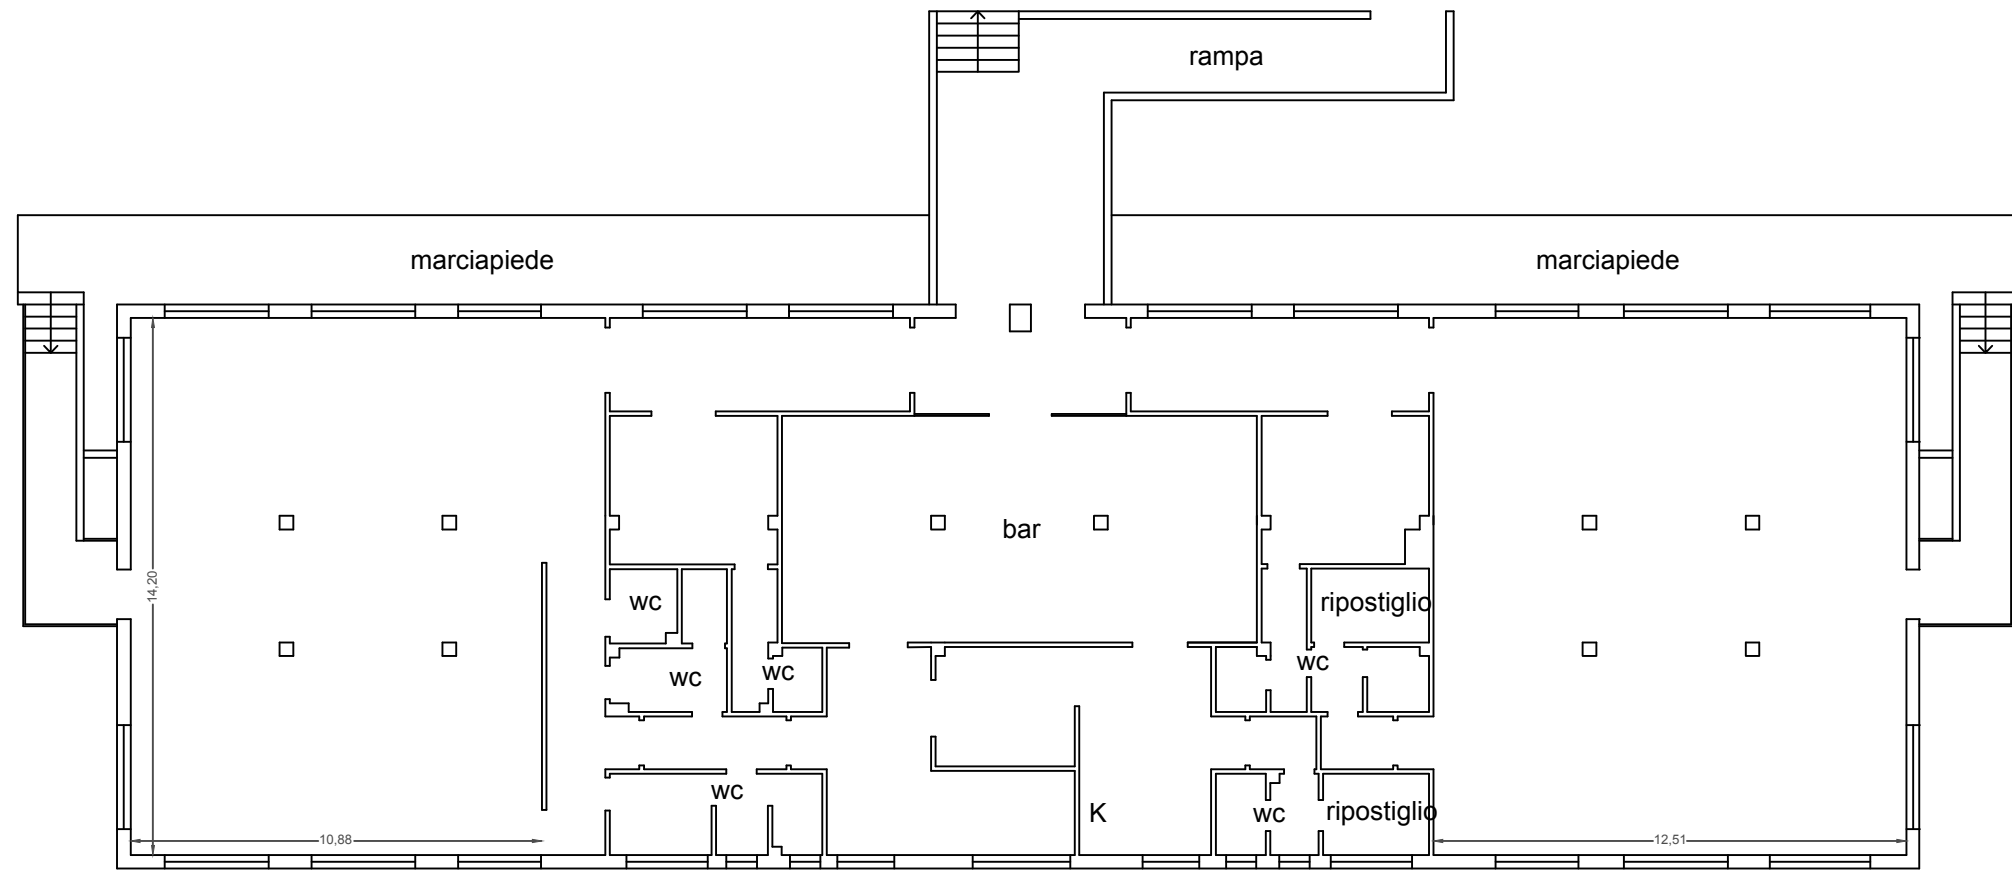 rampa
marciapiede
marciapiede
bar
14,20
wc
ripostiglio
wc
wc
wc
wc
K
wc
ripostiglio
10,88
12,51